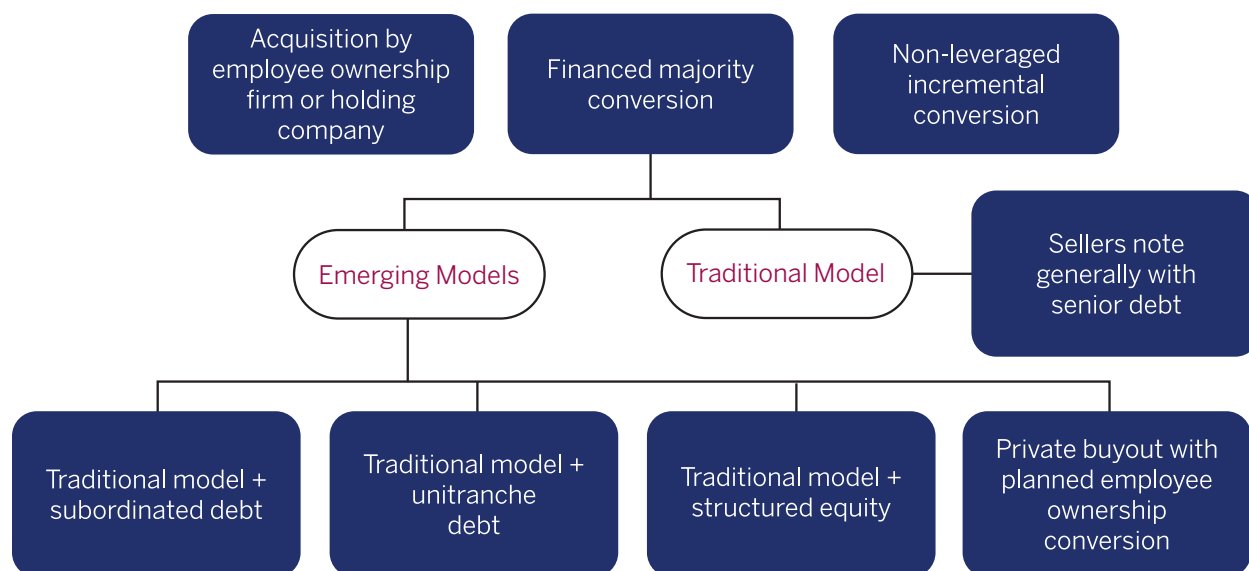 Acquisition by
employee ownership
firm or holding
company
Financed majority
conversion
Non-leveraged
incremental
conversion
Emerging Models
Traditional Model
Sellers note
generally with
senior debt
Traditional model +
subordinated debt
Traditional model +
unitranche
debt
Traditional model +
structured equity
Private buyout with
planned employee
ownership
conversion